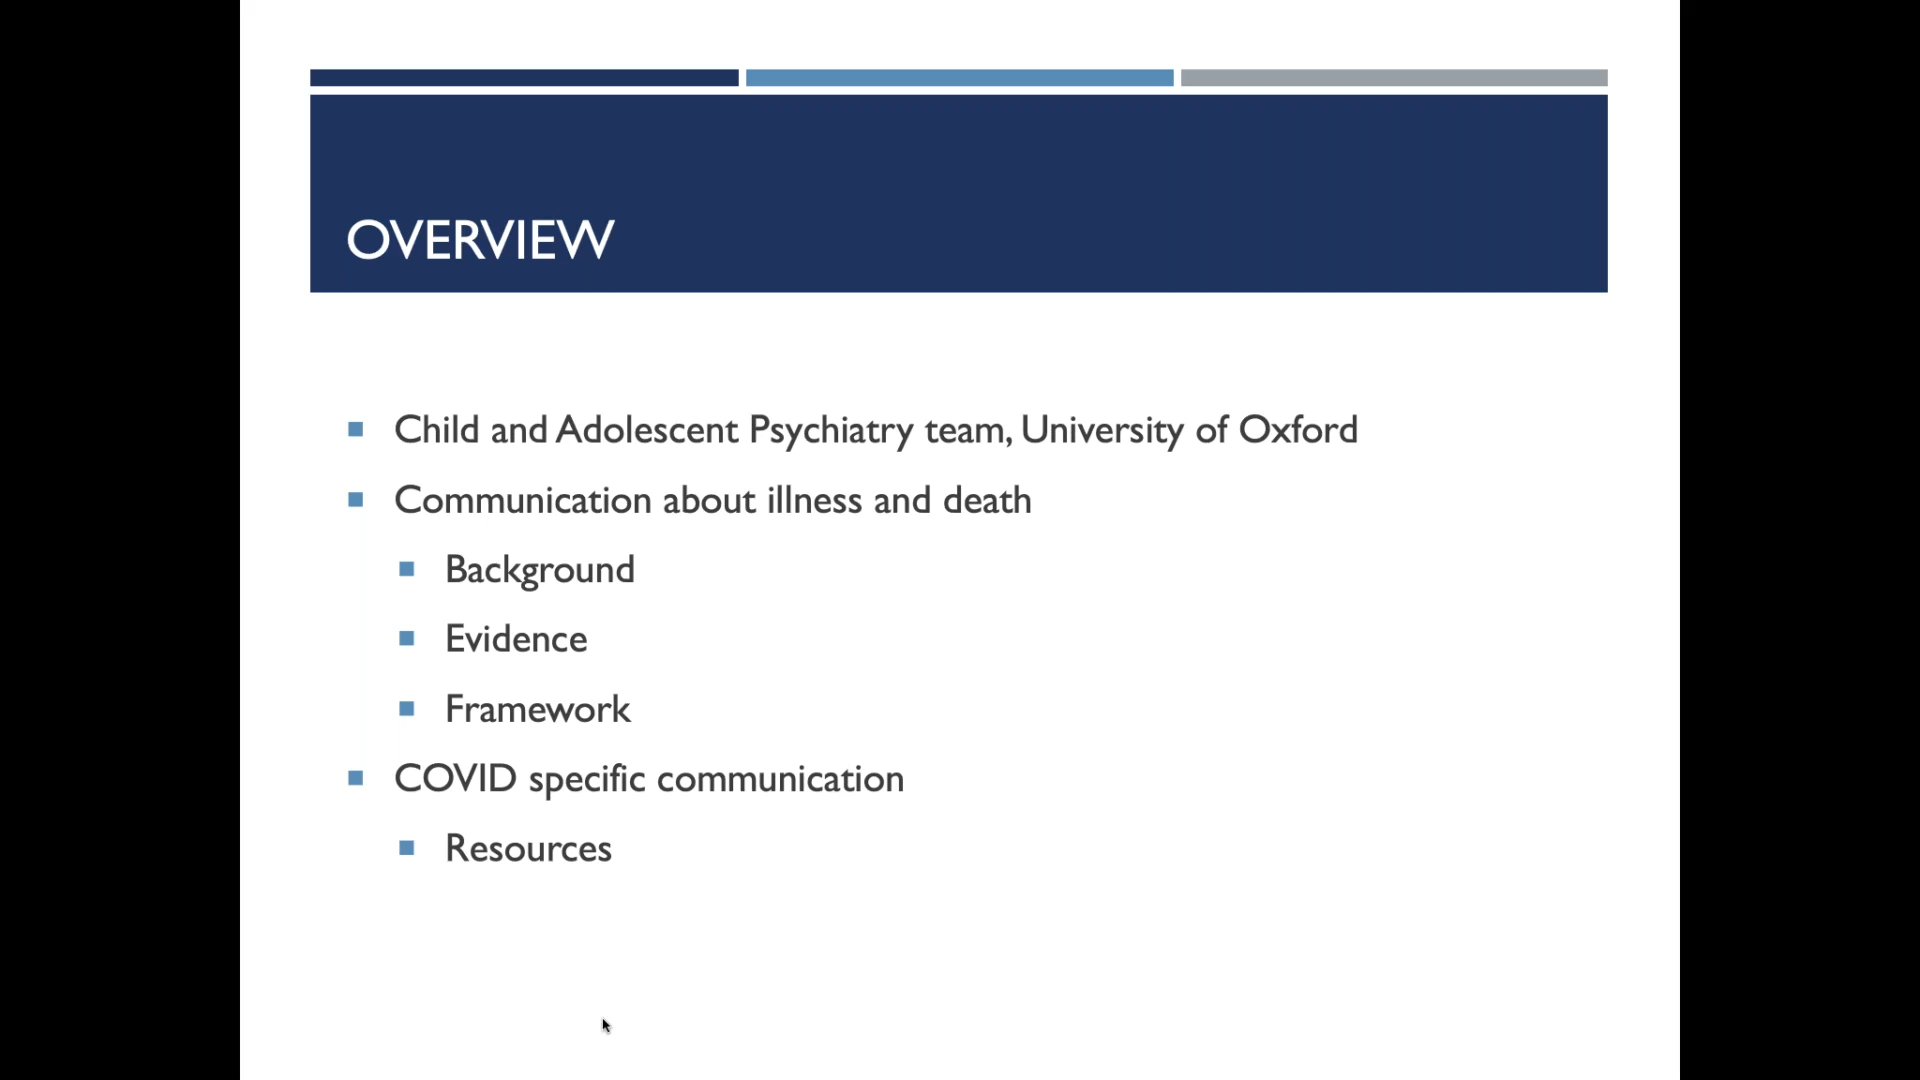 OVERVIEW
Child and Adolescent Psychiatry team, University of Oxford
Communication about illness and death
Background
Evidence
Framework
COVID specific communication
Resources